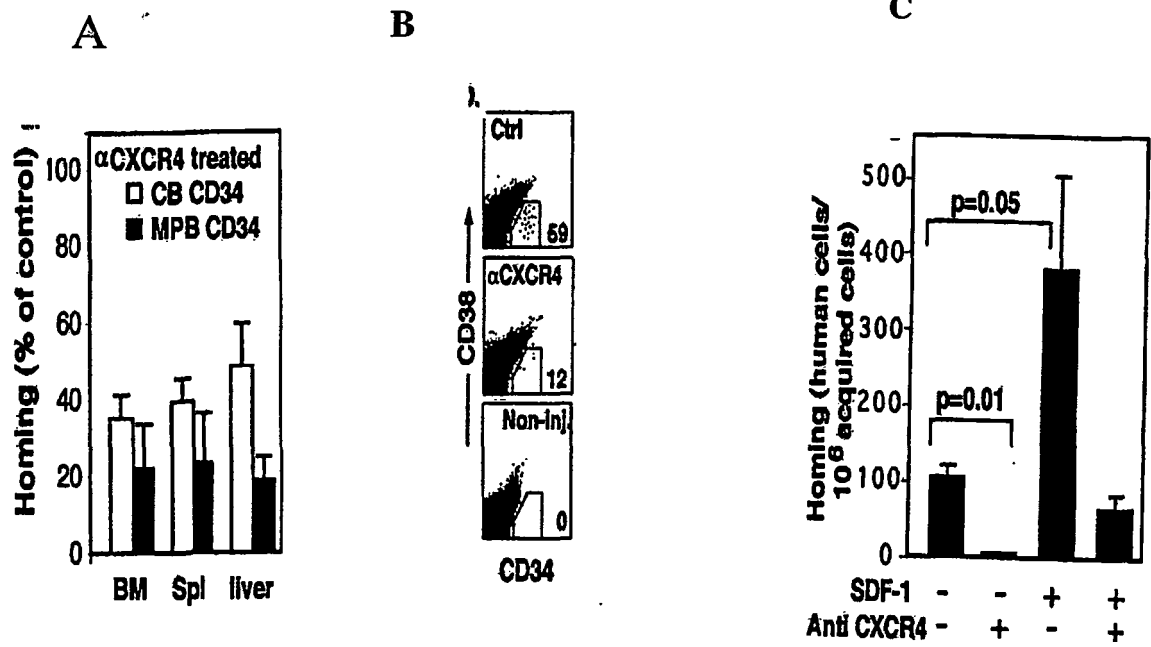 A
B
C
Homing (% of control)
100
80
60
40
20
0
αCXCR4 treated
CB CD34
MPB CD34
BM Spl liver
CD38
Ctrl
59
αCXCR4
12
Non-inj.
0
CD34
Homing (human cells/
10⁶ acquired cells)
500
400
300
200
100
0
p=0.05
p=0.01
SDF-1 - - + +
Anti CXCR4 - + - +